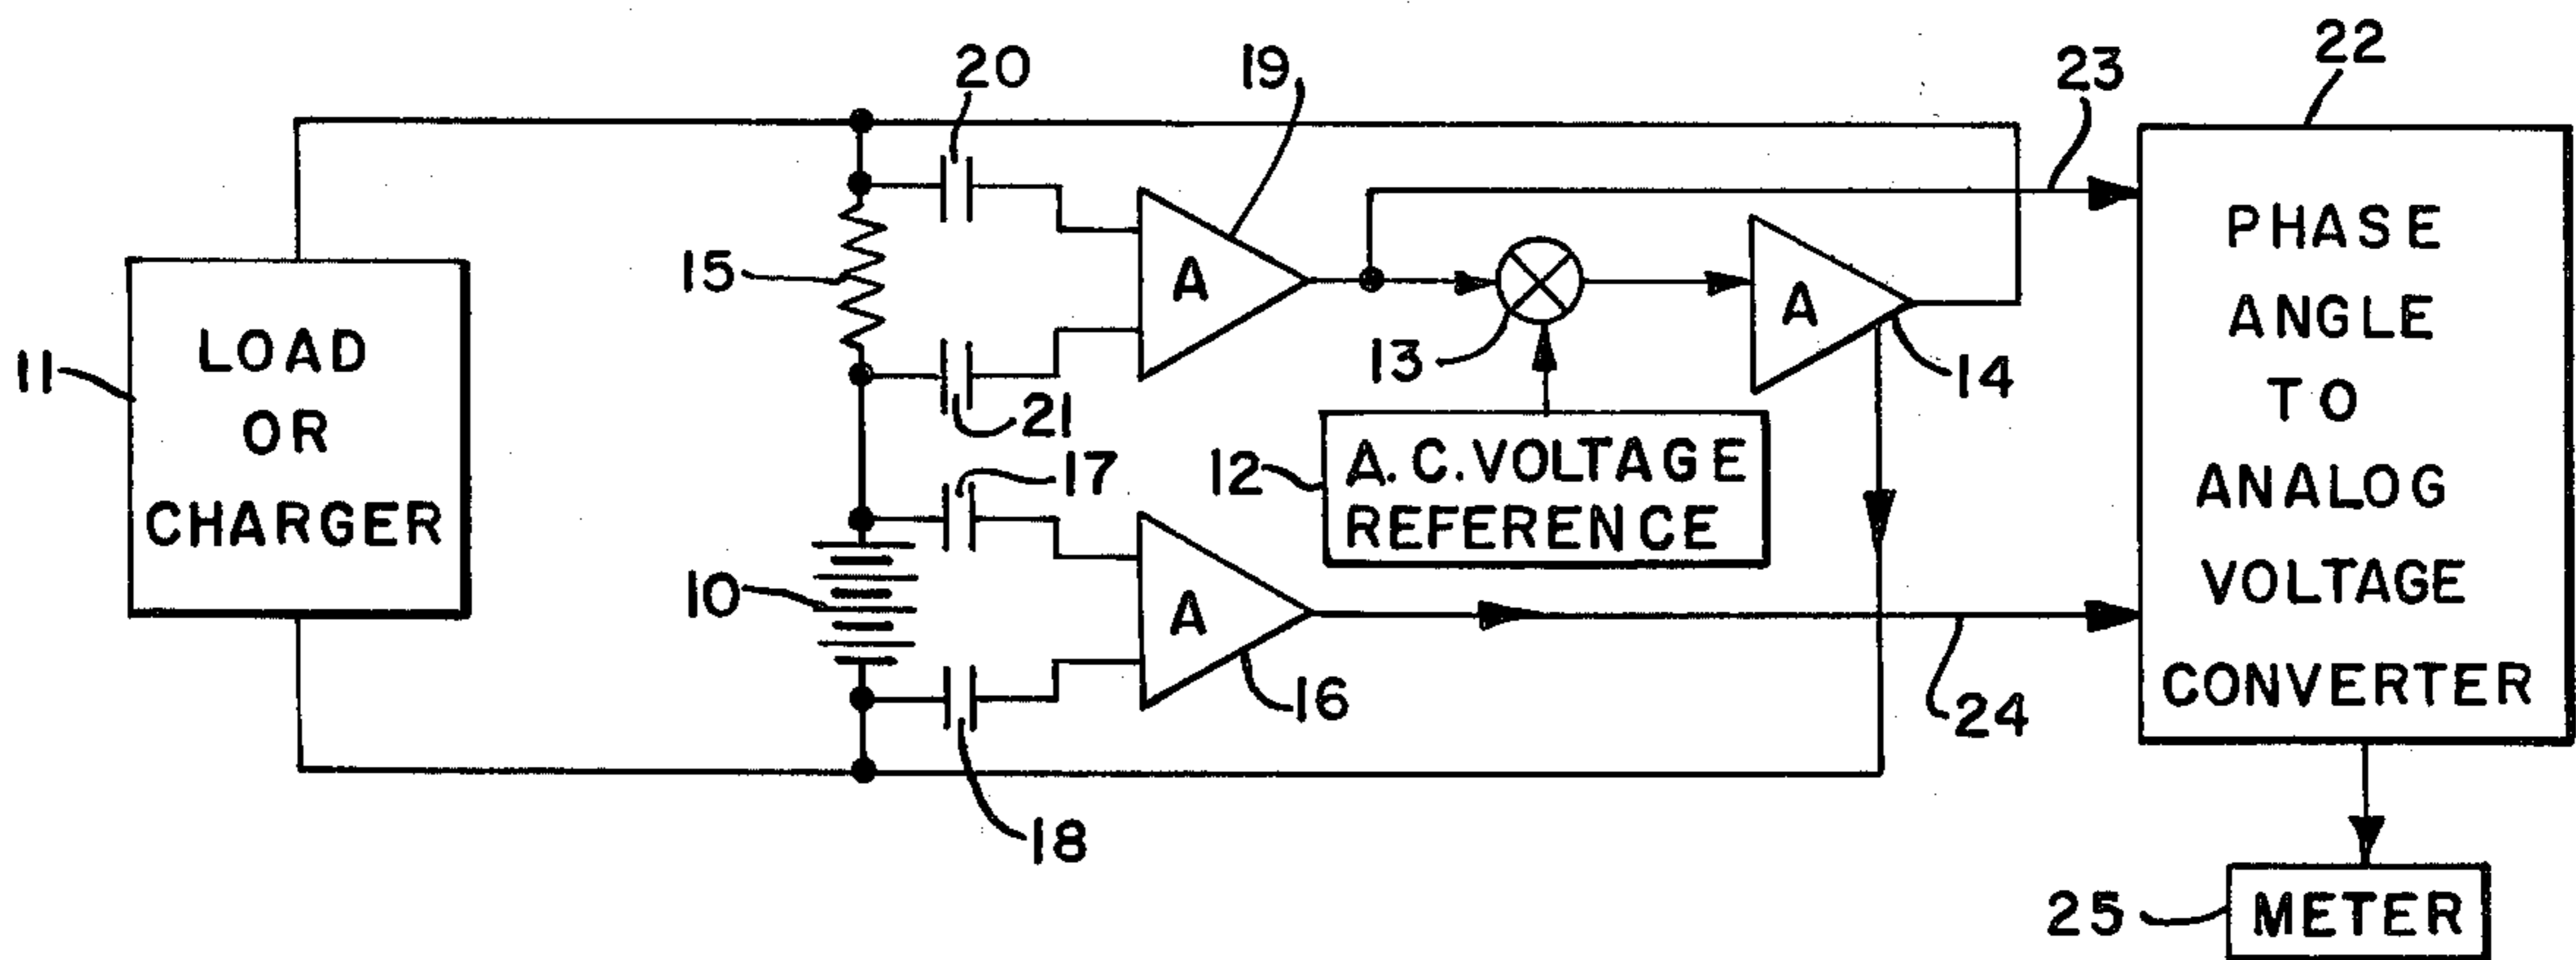 20
19
23
22
11
LOAD
OR
CHARGER
15
A
13
A
14
21
17
12
A.C. VOLTAGE
REFERENCE
10
A
16
24
18
PHASE
ANGLE
TO
ANALOG
VOLTAGE
CONVERTER
25
METER